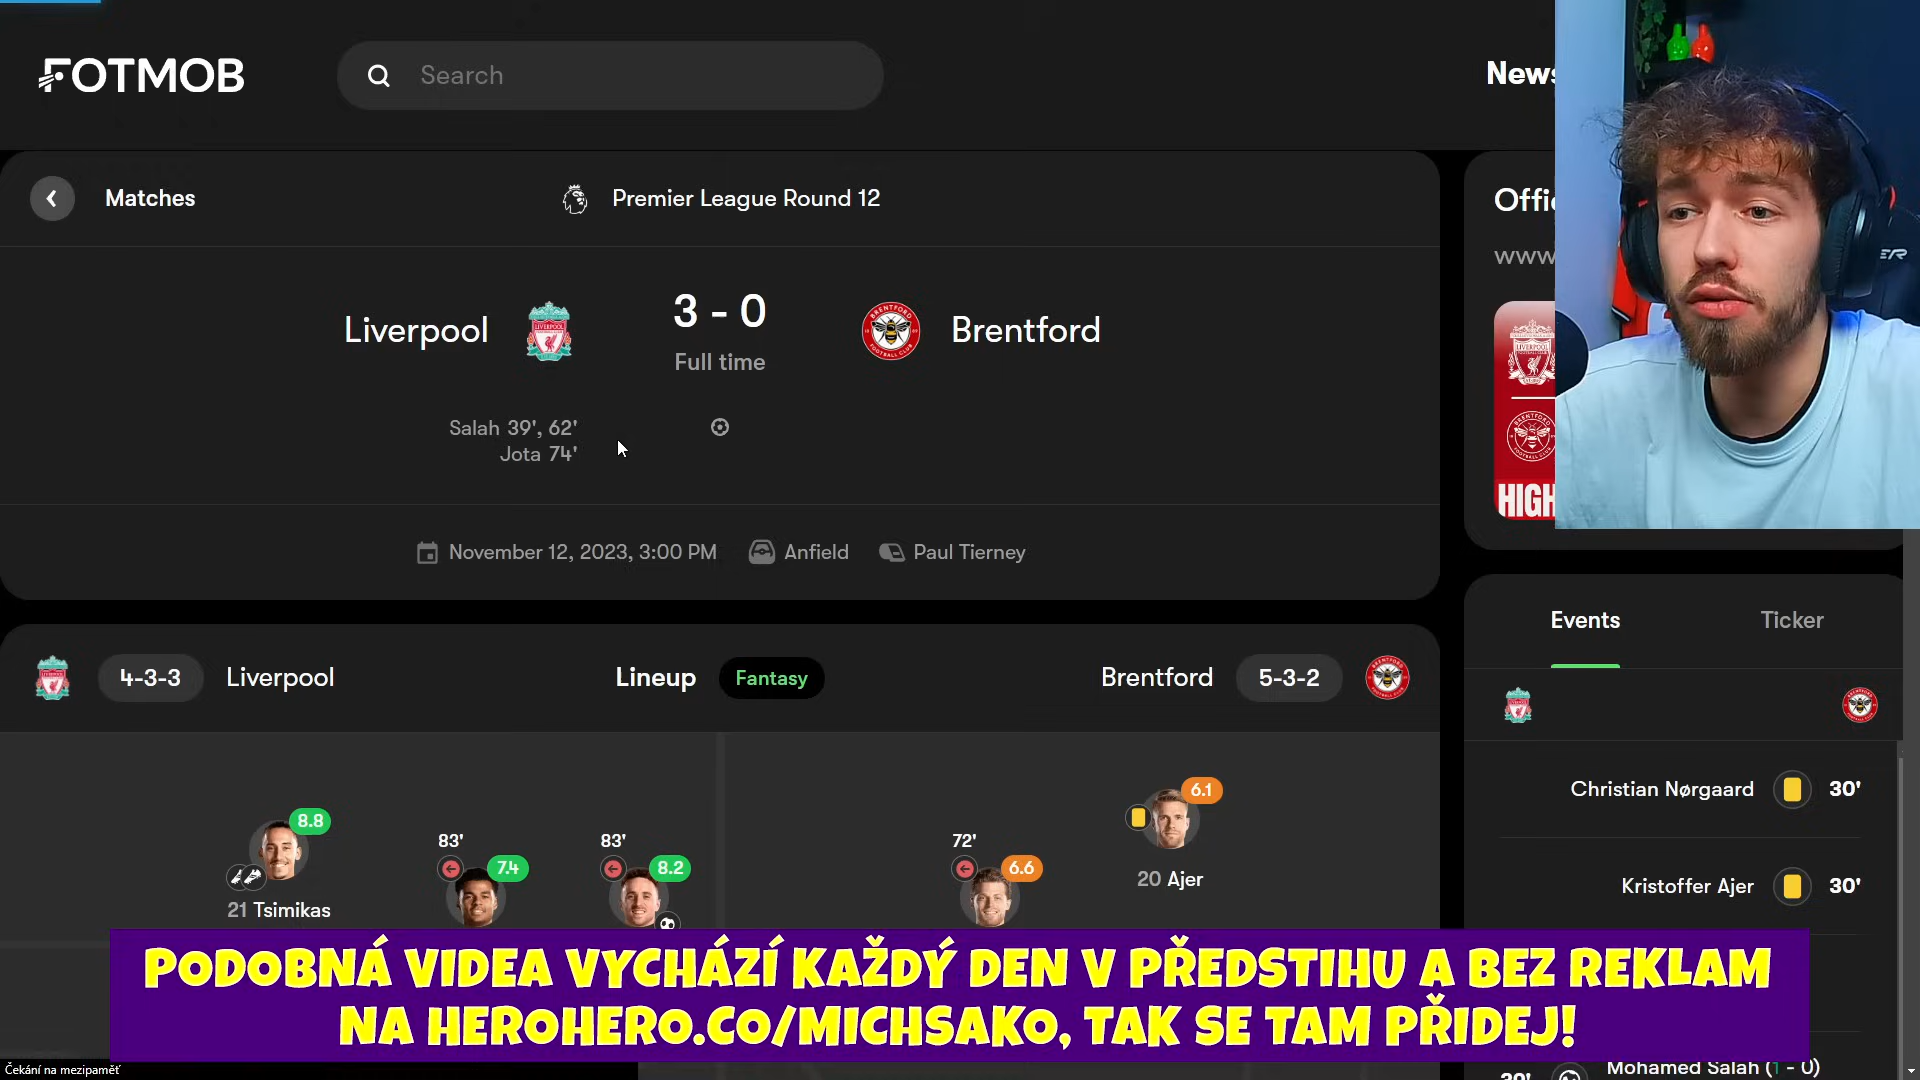 FOTMOB
Search
News
Matches
Premier League Round 12
Offi
www
Liverpool
3 - 0
Full time
Brentford
Salah 39', 62'
Jota 74'
HIGH
November 12, 2023, 3:00 PM
Anfield
Paul Tierney
Events
Ticker
4-3-3
Liverpool
Lineup
Fantasy
Brentford
5-3-2
Christian Nørgaard
30'
Kristoffer Ajer
30'
8.8
21 Tsimikas
83'
7.4
83'
8.2
72'
6.6
6.1
20 Ajer
PODOBNÁ VIDEA VYCHÁZÍ KAŽDÝ DEN V PŘEDSTIHU A BEZ REKLAM
NA HEROHERO.CO/MICHSAKO, TAK SE TAM PŘIDEJ!
Mohamed Salah (1 - 0)
39'
Čekání na mezipaměť